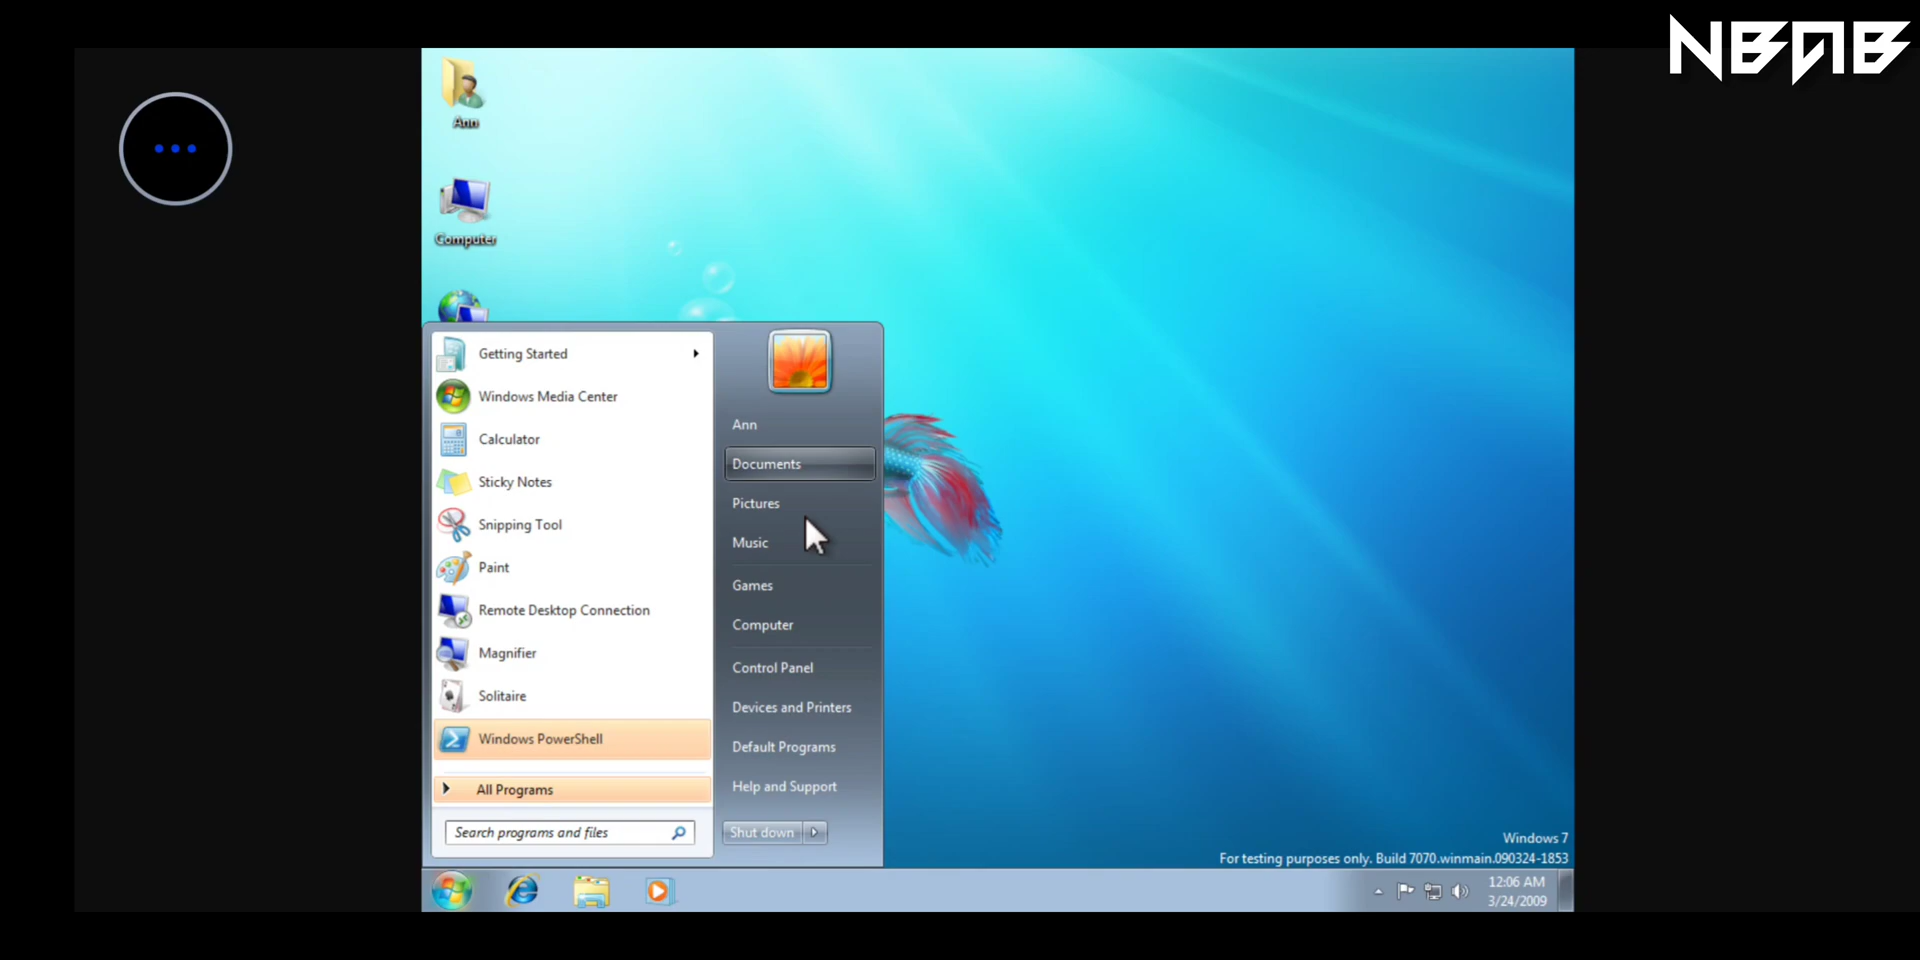 NBAB
Ann
Computer
Getting Started
Windows Media Center
Calculator
Sticky Notes
Snipping Tool
Paint
Remote Desktop Connection
Magnifier
Solitaire
Windows PowerShell
All Programs
Search programs and files
Ann
Documents
Pictures
Music
Games
Computer
Control Panel
Devices and Printers
Default Programs
Help and Support
Shut down
Windows 7
For testing purposes only. Build 7070.winmain.090324-1853
12:06 AM
3/24/2009